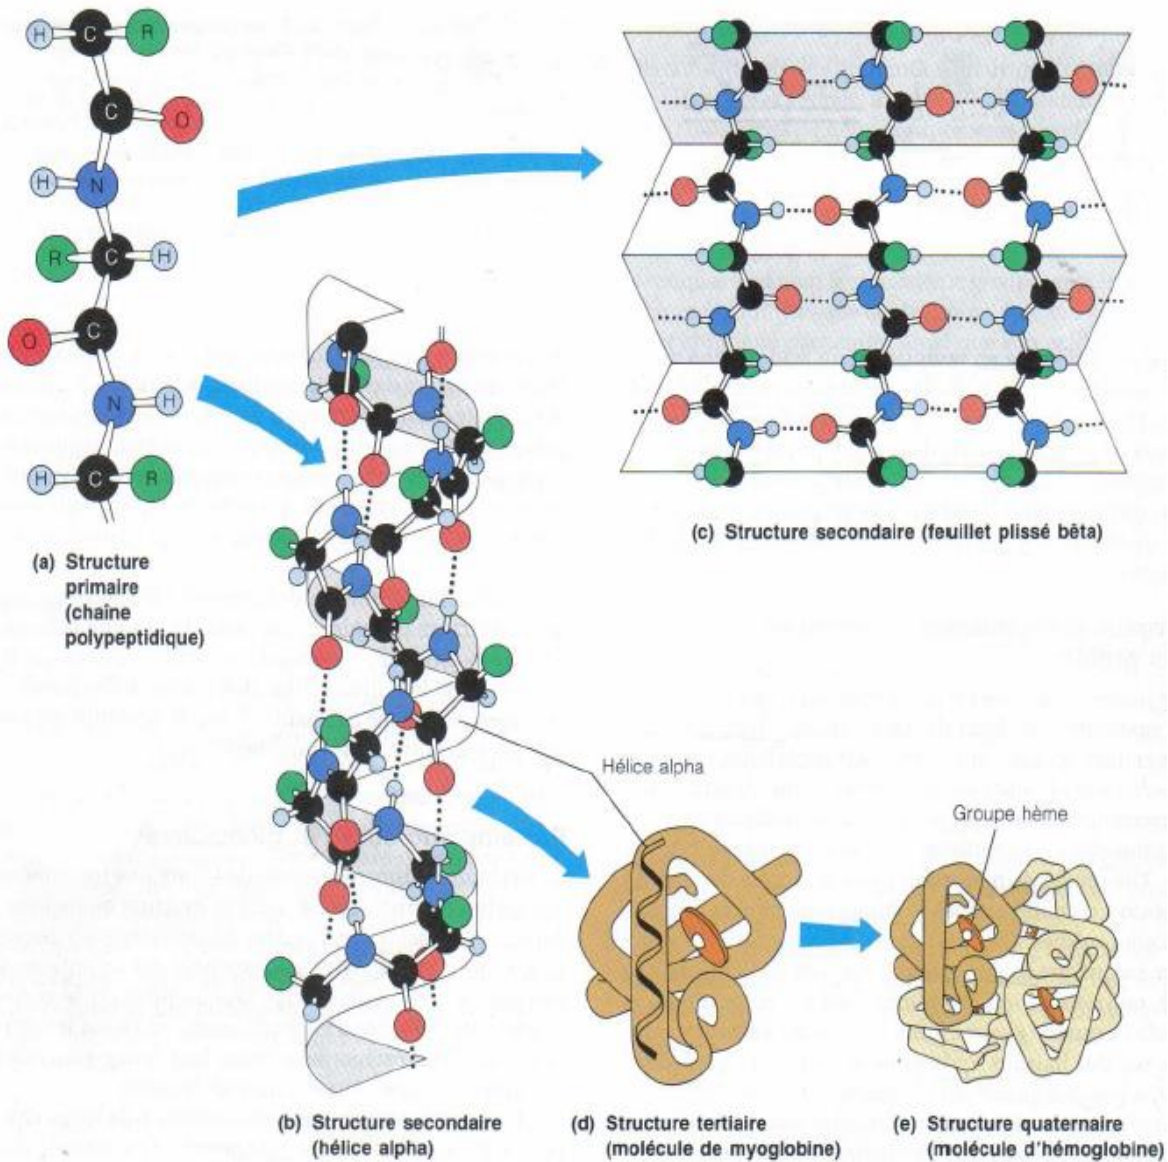 H
C
R
C
O
H
N
R
C
H
O
C
N
H
H
C
R
(a) Structure
primaire
(chaîne
polypeptidique)
(c) Structure secondaire (feuillet plissé bêta)
Hélice alpha
Groupe hème
(b) Structure secondaire
(hélice alpha)
(d) Structure tertiaire
(molécule de myoglobine)
(e) Structure quaternaire
(molécule d'hémoglobine)